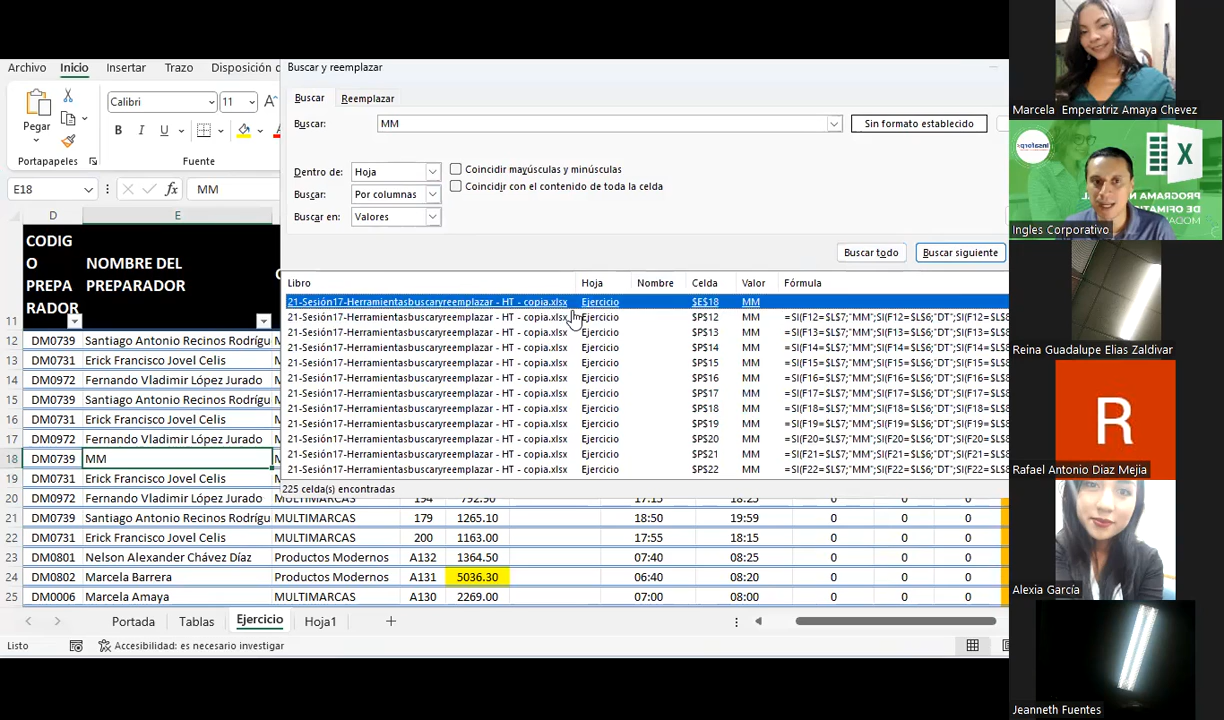 Archivo Inicio Insertar Trazo Disposición d
Buscar y reemplazar
Buscar Reemplazar
Buscar: MM Sin formato establecido
Dentro de: Hoja Coincidir mayúsculas y minúsculas
Buscar: Por columnas Coincidir con el contenido de toda la celda
Buscar en: Valores
Buscar todo Buscar siguiente
Calibri 11
Pegar
Portapapeles Fuente
E18 fx MM
D E
CODIGO PREPARADOR NOMBRE DEL PREPARADOR
Libro Hoja Nombre Celda Valor Fórmula
21-Sesión17-Herramientasbuscaryreemplazar - HT - copia.xlsx Ejercicio $E$18 MM
21-Sesión17-Herramientasbuscaryreemplazar - HT - copia.xlsx Ejercicio $P$12 MM =SI(F12=$L$7;"MM";SI(F12=$L$6;"DT";SI(F12=$L$8
21-Sesión17-Herramientasbuscaryreemplazar - HT - copia.xlsx Ejercicio $P$13 MM =SI(F13=$L$7;"MM";SI(F13=$L$6;"DT";SI(F13=$L$8
21-Sesión17-Herramientasbuscaryreemplazar - HT - copia.xlsx Ejercicio $P$14 MM =SI(F14=$L$7;"MM";SI(F14=$L$6;"DT";SI(F14=$L$8
21-Sesión17-Herramientasbuscaryreemplazar - HT - copia.xlsx Ejercicio $P$15 MM =SI(F15=$L$7;"MM";SI(F15=$L$6;"DT";SI(F15=$L$8
21-Sesión17-Herramientasbuscaryreemplazar - HT - copia.xlsx Ejercicio $P$16 MM =SI(F16=$L$7;"MM";SI(F16=$L$6;"DT";SI(F16=$L$8
21-Sesión17-Herramientasbuscaryreemplazar - HT - copia.xlsx Ejercicio $P$17 MM =SI(F17=$L$7;"MM";SI(F17=$L$6;"DT";SI(F17=$L$8
21-Sesión17-Herramientasbuscaryreemplazar - HT - copia.xlsx Ejercicio $P$18 MM =SI(F18=$L$7;"MM";SI(F18=$L$6;"DT";SI(F18=$L$8
21-Sesión17-Herramientasbuscaryreemplazar - HT - copia.xlsx Ejercicio $P$19 MM =SI(F19=$L$7;"MM";SI(F19=$L$6;"DT";SI(F19=$L$8
21-Sesión17-Herramientasbuscaryreemplazar - HT - copia.xlsx Ejercicio $P$20 MM =SI(F20=$L$7;"MM";SI(F20=$L$6;"DT";SI(F20=$L$8
21-Sesión17-Herramientasbuscaryreemplazar - HT - copia.xlsx Ejercicio $P$21 MM =SI(F21=$L$7;"MM";SI(F21=$L$6;"DT";SI(F21=$L$8
21-Sesión17-Herramientasbuscaryreemplazar - HT - copia.xlsx Ejercicio $P$22 MM =SI(F22=$L$7;"MM";SI(F22=$L$6;"DT";SI(F22=$L$8
225 celda(s) encontradas
11
12 DM0739 Santiago Antonio Recinos Rodrígu
13 DM0731 Erick Francisco Jovel Celis
14 DM0972 Fernando Vladimir López Jurado
15 DM0739 Santiago Antonio Recinos Rodrígu
16 DM0731 Erick Francisco Jovel Celis
17 DM0972 Fernando Vladimir López Jurado
18 DM0739 MM
19 DM0731 Erick Francisco Jovel Celis
20 DM0972 Fernando Vladimir López Jurado MULTIMARCAS 194 792.90 17:15 18:25 0 0 0
21 DM0739 Santiago Antonio Recinos Rodrígu MULTIMARCAS 179 1265.10 18:50 19:59 0 0 0
22 DM0731 Erick Francisco Jovel Celis MULTIMARCAS 200 1163.00 17:55 18:15 0 0 0
23 DM0801 Nelson Alexander Chávez Díaz Productos Modernos A132 1364.50 07:40 08:25 0 0 0
24 DM0802 Marcela Barrera Productos Modernos A131 5036.30 06:40 08:20 0 0 0
25 DM0006 Marcela Amaya MULTIMARCAS A130 2269.00 07:00 08:00 0 0 0
Portada Tablas Ejercicio Hoja1
Listo Accesibilidad: es necesario investigar
Marcela Emperatriz Amaya Chevez
Insaforp
X
PROGRAMA N
DE OFIMATIC
Ingles Corporativo
Reina Guadalupe Elias Zaldivar
R
Rafael Antonio Diaz Mejia
Alexia García
Jeanneth Fuentes